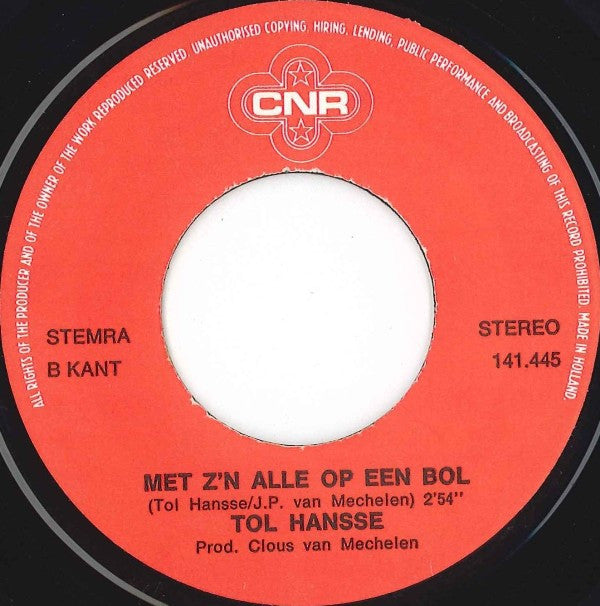 ALL RIGHTS OF THE PRODUCER AND OF THE OWNER OF THE WORK REPRODUCED RESERVED. UNAUTHORISED COPYING, HIRING, LENDING, PUBLIC PERFORMANCE AND BROADCASTING OF THIS RECORD PROHIBITED. MADE IN HOLLAND.
CNR
STEMRA
B KANT
STEREO
141.445
MET Z'N ALLE OP EEN BOL
(Tol Hansse/J.P. van Mechelen) 2'54"
TOL HANSSE
Prod. Clous van Mechelen